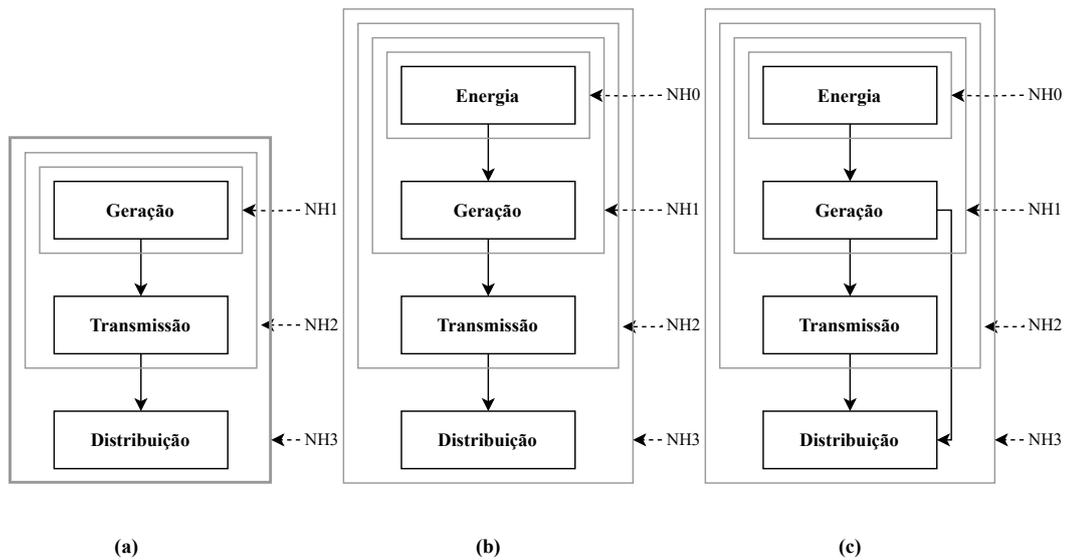 Geração
NH1
Transmissão
NH2
Distribuição
NH3
(a)
Energia
NH0
Geração
NH1
Transmissão
NH2
Distribuição
NH3
(b)
Energia
NH0
Geração
NH1
Transmissão
NH2
Distribuição
NH3
(c)